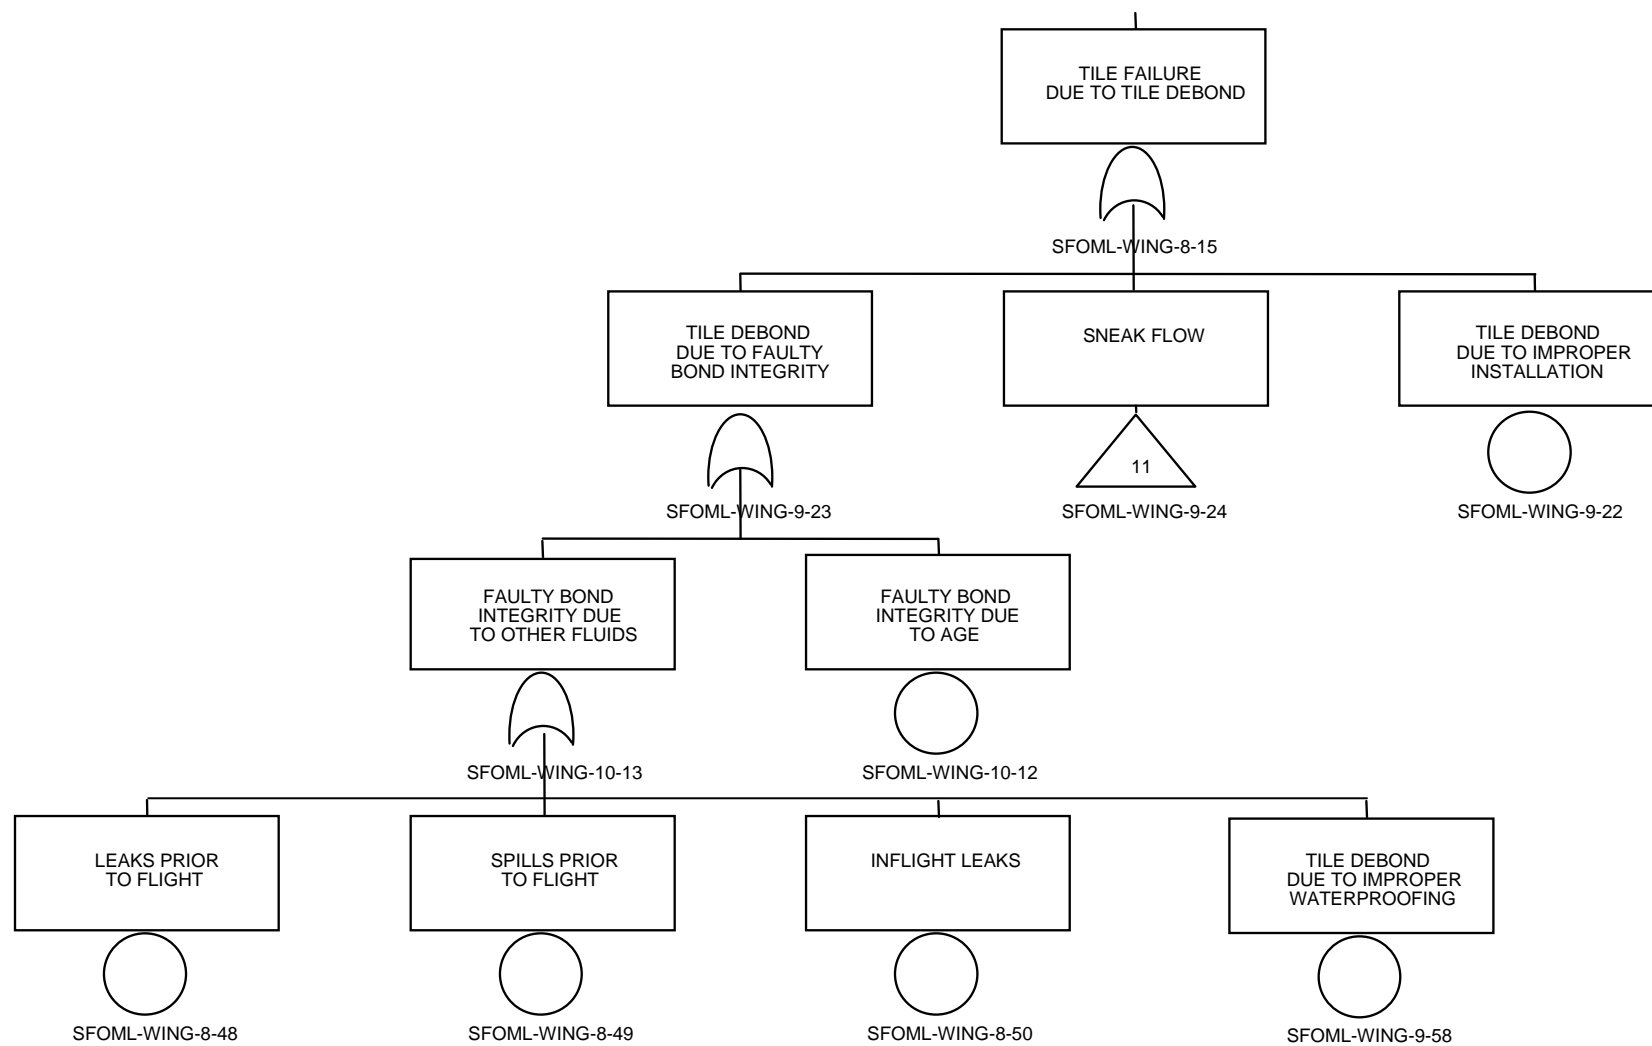 TILE FAILURE
DUE TO TILE DEBOND
SFOML-WING-8-15
TILE DEBOND
DUE TO FAULTY
BOND INTEGRITY
SNEAK FLOW
TILE DEBOND
DUE TO IMPROPER
INSTALLATION
11
SFOML-WING-9-23
SFOML-WING-9-24
SFOML-WING-9-22
FAULTY BOND
INTEGRITY DUE
TO OTHER FLUIDS
FAULTY BOND
INTEGRITY DUE
TO AGE
SFOML-WING-10-13
SFOML-WING-10-12
LEAKS PRIOR
TO FLIGHT
SPILLS PRIOR
TO FLIGHT
INFLIGHT LEAKS
TILE DEBOND
DUE TO IMPROPER
WATERPROOFING
SFOML-WING-8-48
SFOML-WING-8-49
SFOML-WING-8-50
SFOML-WING-9-58